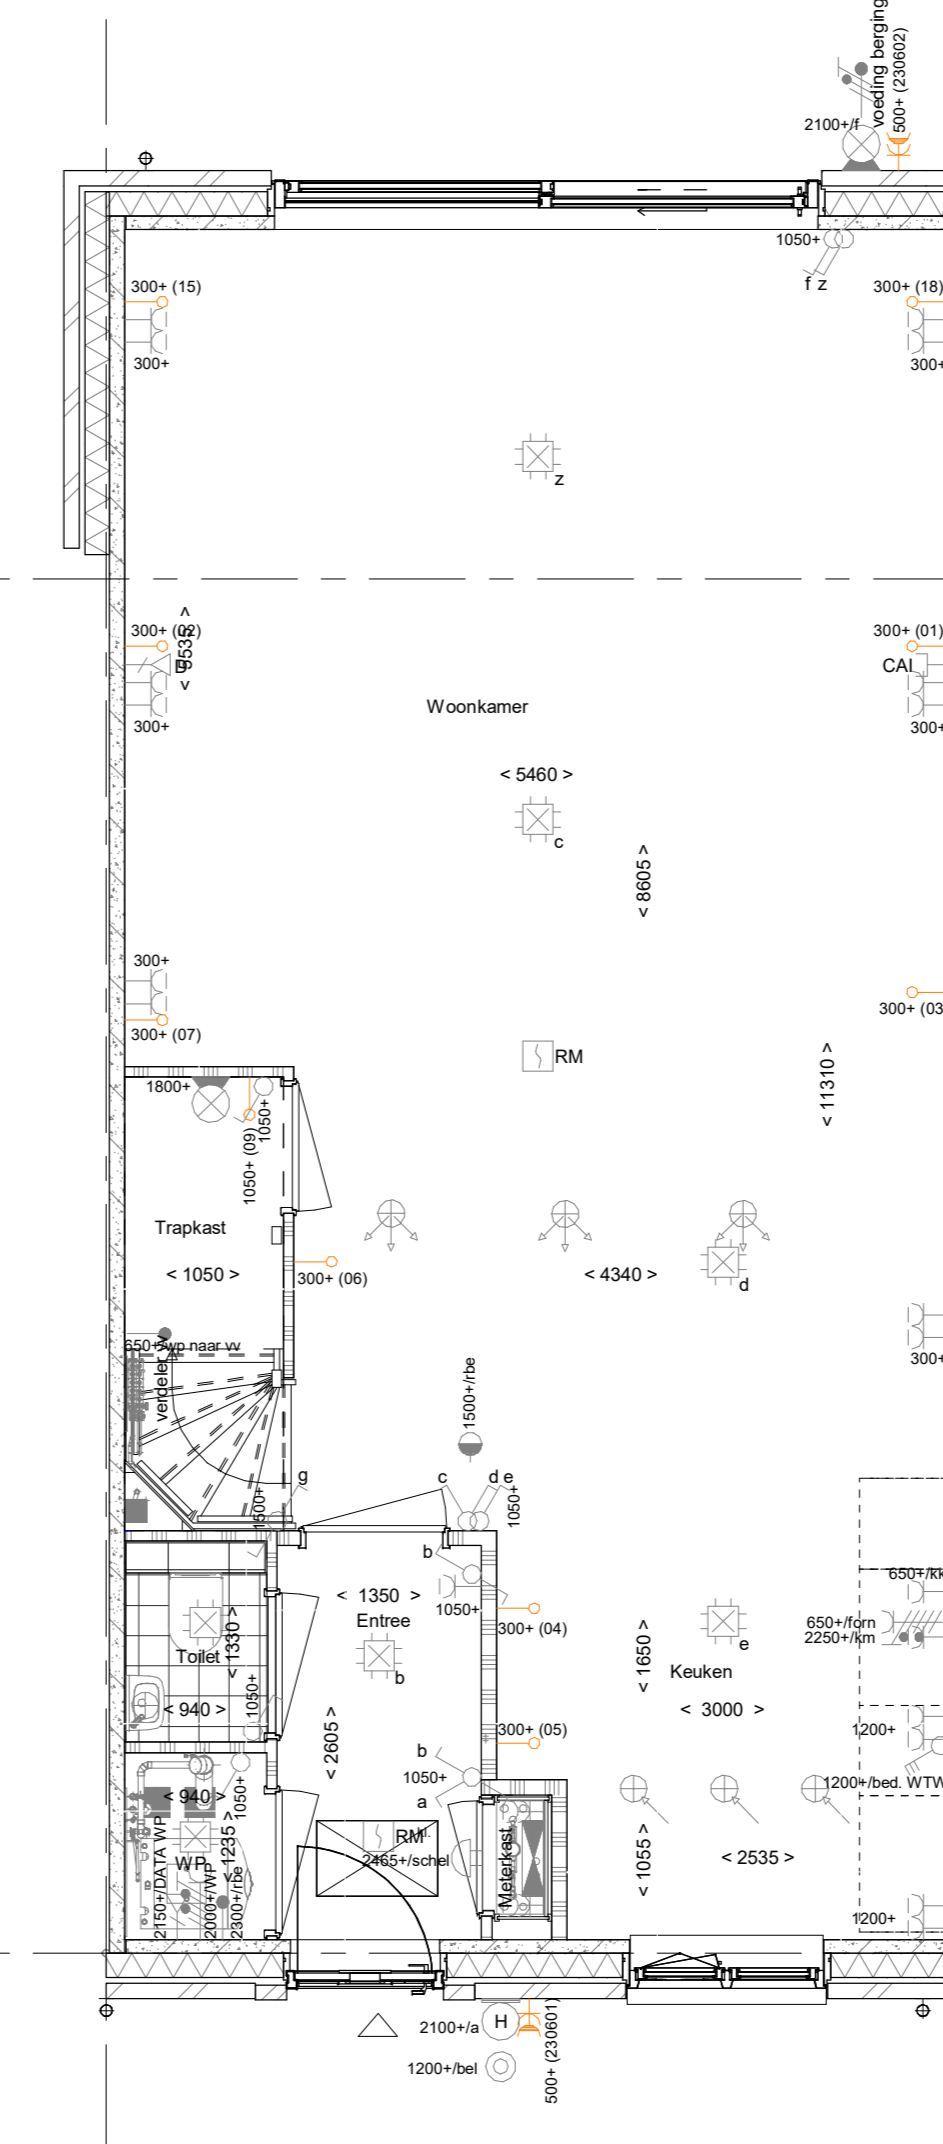 voeding berging
500+ (230602)
2100+/f
1050+
f z
300+ (15)
300+ (18)
300+
300+
z
300+ (02)
300+ (01)
< 9535 >
D
CAI
300+
300+
Woonkamer
< 5460 >
c
< 8605 >
300+
300+ (07)
300+ (03
RM
< 11310 >
1800+
1050+
1050+ (09)
Trapkast
< 1050 >
300+ (06)
< 4340 >
d
650+/wp naar vv
verdeler vv
300+
1500+/rbe
g
c
d e
1500+
1050+
b
< 1350 >
Entree
1050+
300+ (04)
650+/kk
650+/forn
2250+/km
< 1330 >
Toilet
b
e
< 1650 >
Keuken
1050+
< 940 >
< 3000 >
< 2605 >
300+ (05)
1200+
b
1050+
a
1200+/bed. WTW
1050+
< 940 >
< 1235 >
WP
RM
2465+/schel
Meterkast
< 1055 >
< 2535 >
2150+/DATA WP
2000+/WP
2300+/rbe
1200+
2100+/a
H
500+ (230601)
1200+/bel